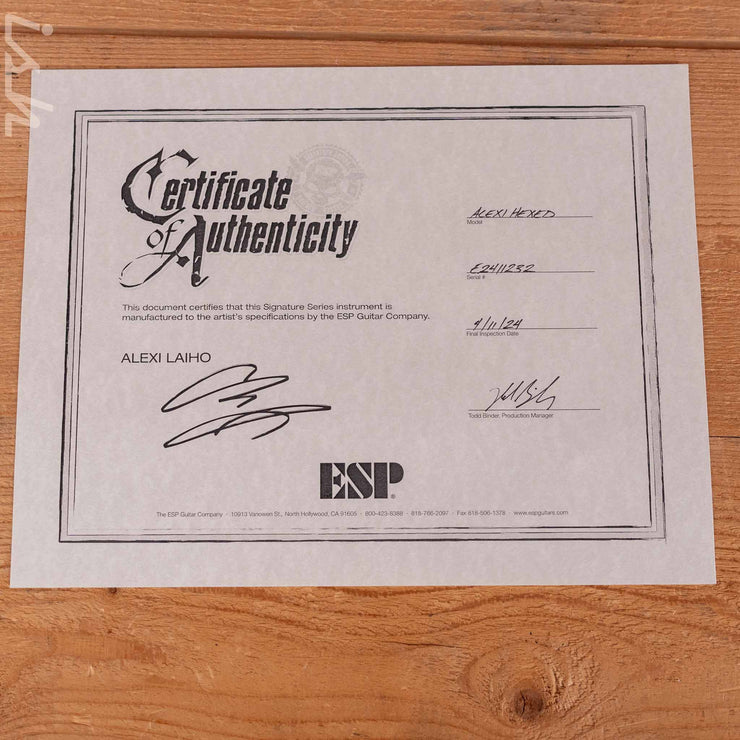 Certificate
of Authenticity
This document certifies that this Signature Series instrument is
manufactured to the artist's specifications by the ESP Guitar Company.
ALEXI LAIHO
ALEXI HEXED
Model
E2411232
Serial #
9/11/24
Final Inspection Date
Todd Binder, Production Manager
ESP®
The ESP Guitar Company · 10913 Vanowen St., North Hollywood, CA 91605 · 800-423-8388 · 818-766-2097 · Fax 818-506-1378 · www.espguitars.com